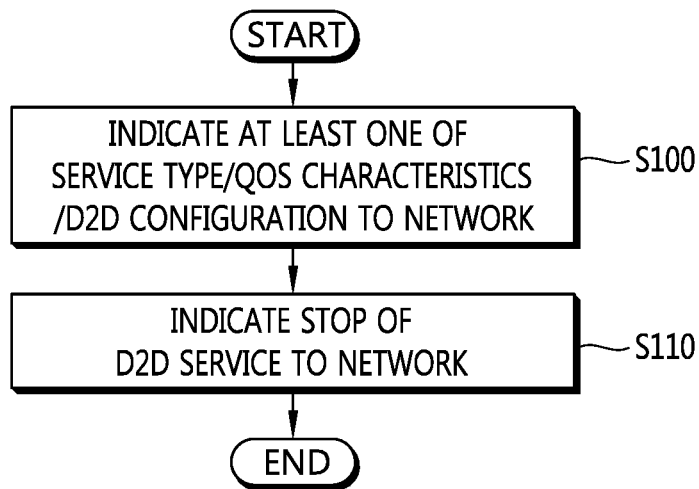 START
INDICATE AT LEAST ONE OF
SERVICE TYPE/QOS CHARACTERISTICS
/D2D CONFIGURATION TO NETWORK
S100
INDICATE STOP OF
D2D SERVICE TO NETWORK
S110
END